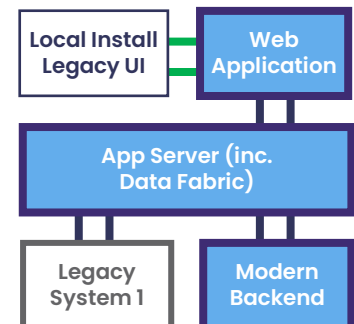 Local Install
Legacy UI
Web
Application
App Server (inc.
Data Fabric)
Legacy
System 1
Modern
Backend